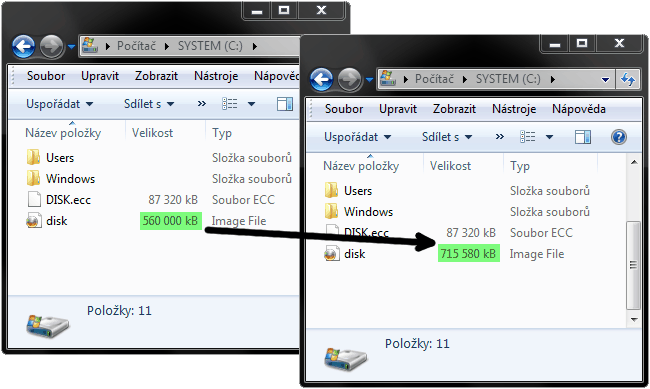 Počítač SYSTEM (C:)
Soubor Upravit Zobrazit Nástroje Nápověda
Uspořádat Sdílet s »
Název položky Velikost Typ
Users Složka souborů
Windows Složka souborů
DISK.ecc 87 320 kB Soubor ECC
disk 560 000 kB Image File
Položky: 11
Počítač SYSTEM (C:)
Soubor Upravit Zobrazit Nástroje Nápověda
Uspořádat Sdílet s »
Název položky Velikost Typ
Users Složka souborů
Windows Složka souborů
DISK.ecc 87 320 kB Soubor ECC
disk 715 580 kB Image File
Položky: 11